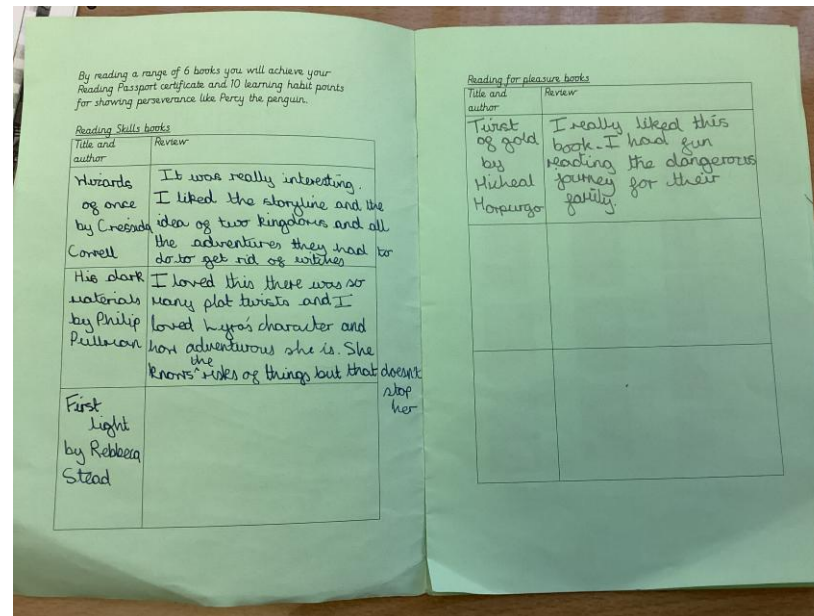 By reading a range of 6 books you will achieve your
Reading Passport certificate and 10 learning habit points
for showing perseverance like Percy the penguin.
Reading Skills books
Title and
author
Review
Wizards
of once
by Cressida
Cowell
It was really interesting.
I liked the storyline and the
idea of two kingdoms and all
the adventures they had to
do to get rid of witches
His dark
materials
by Philip
Pullman
I loved this there was so
many plot twists and I
loved Lyra's character and
how adventurous she is. She
knows the risks of things but that doesn't
stop
her
First
light
by Rebbeca
Stead
Reading for pleasure books
Title and
author
Review
of gold
by
Micheal
Morpurgo
I really liked this
book. I had fun
reading the dangerous
journey for their
family.